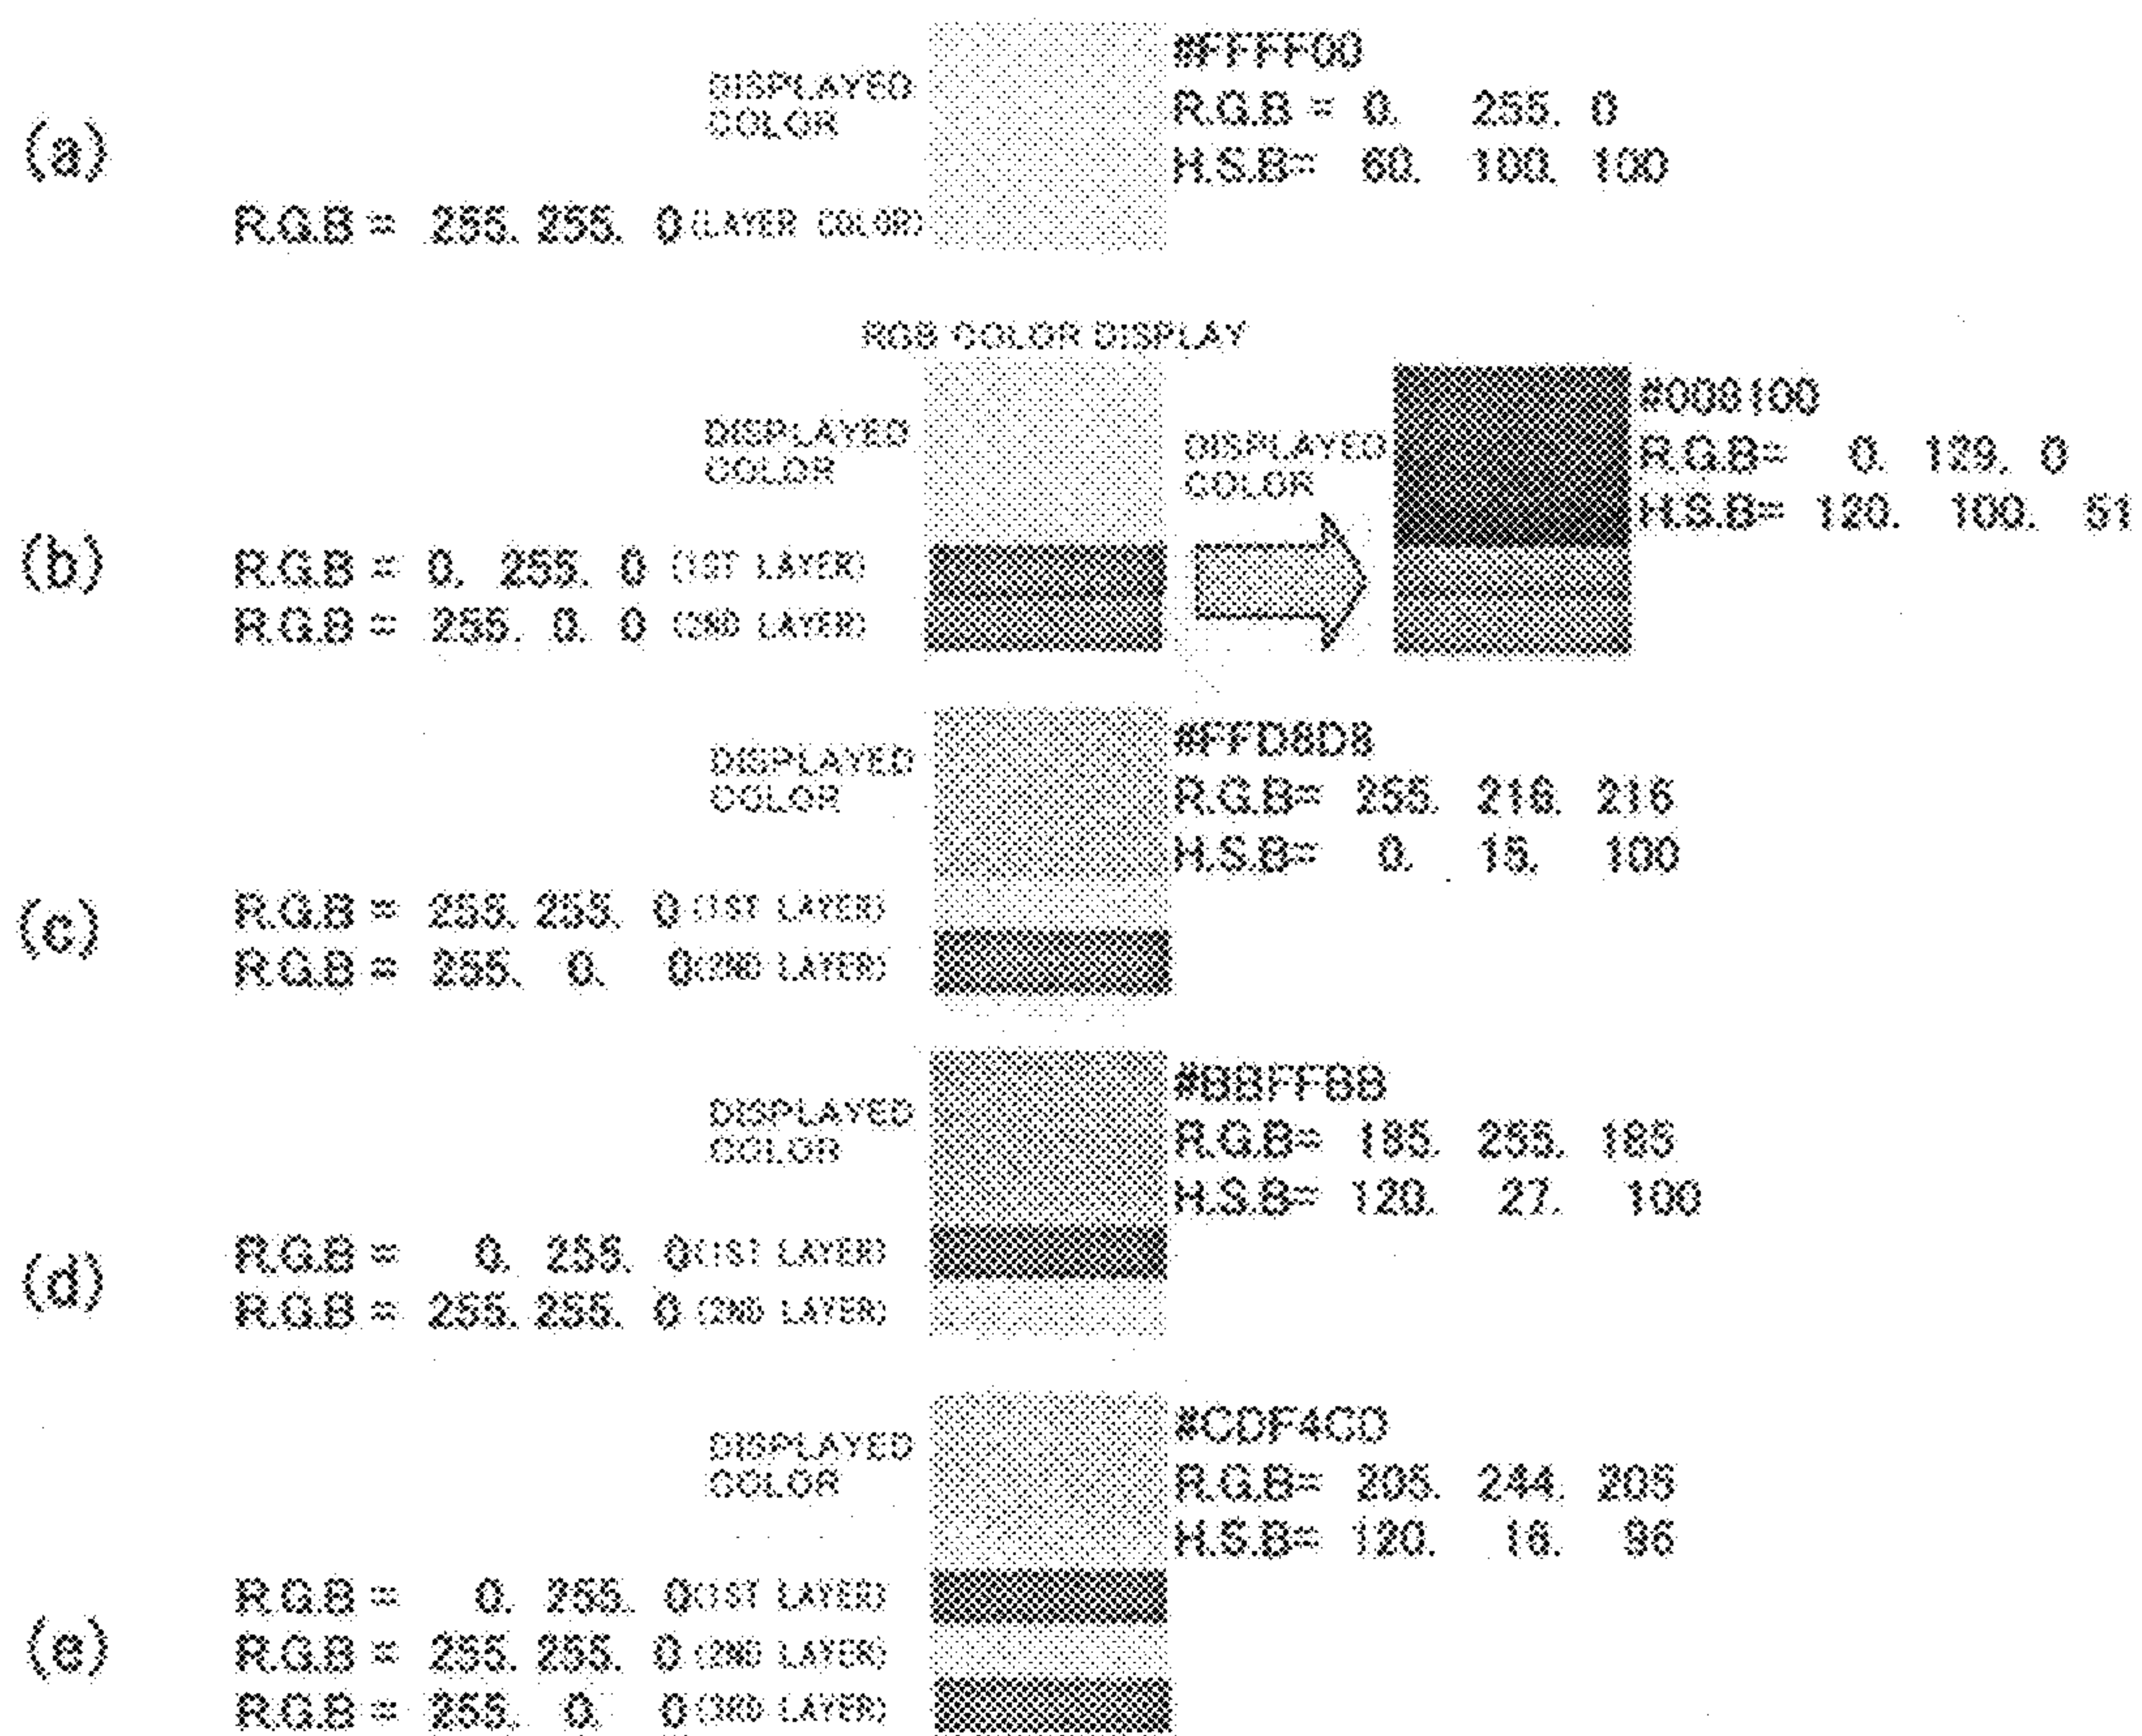 (a)
DISPLAYED
COLOR
R.G.B = 255. 255. 0 (LAYER COLOR)
#FFFF00
R.G.B = 0. 255. 0
H.S.B= 60. 100. 100
RGB COLOR DISPLAY
(b)
DISPLAYED
COLOR
R.G.B = 0. 255. 0 (1ST LAYER)
R.G.B = 255. 0. 0 (2ND LAYER)
DISPLAYED
COLOR
#008100
R.G.B= 0. 129. 0
H.S.B= 120. 100. 51
(c)
DISPLAYED
COLOR
R.G.B = 255. 255. 0 (1ST LAYER)
R.G.B = 255. 0. 0 (2ND LAYER)
#FFD8D8
R.G.B= 255. 216. 216
H.S.B= 0. 15. 100
(d)
DISPLAYED
COLOR
R.G.B = 0. 255. 0 (1ST LAYER)
R.G.B = 255. 255. 0 (2ND LAYER)
#BBFFBB
R.G.B= 185. 255. 185
H.S.B= 120. 27. 100
(e)
DISPLAYED
COLOR
R.G.B = 0. 255. 0 (1ST LAYER)
R.G.B = 255. 255. 0 (2ND LAYER)
R.G.B = 255. 0. 0 (3RD LAYER)
#CDF4CD
R.G.B= 205. 244. 205
H.S.B= 120. 16. 96